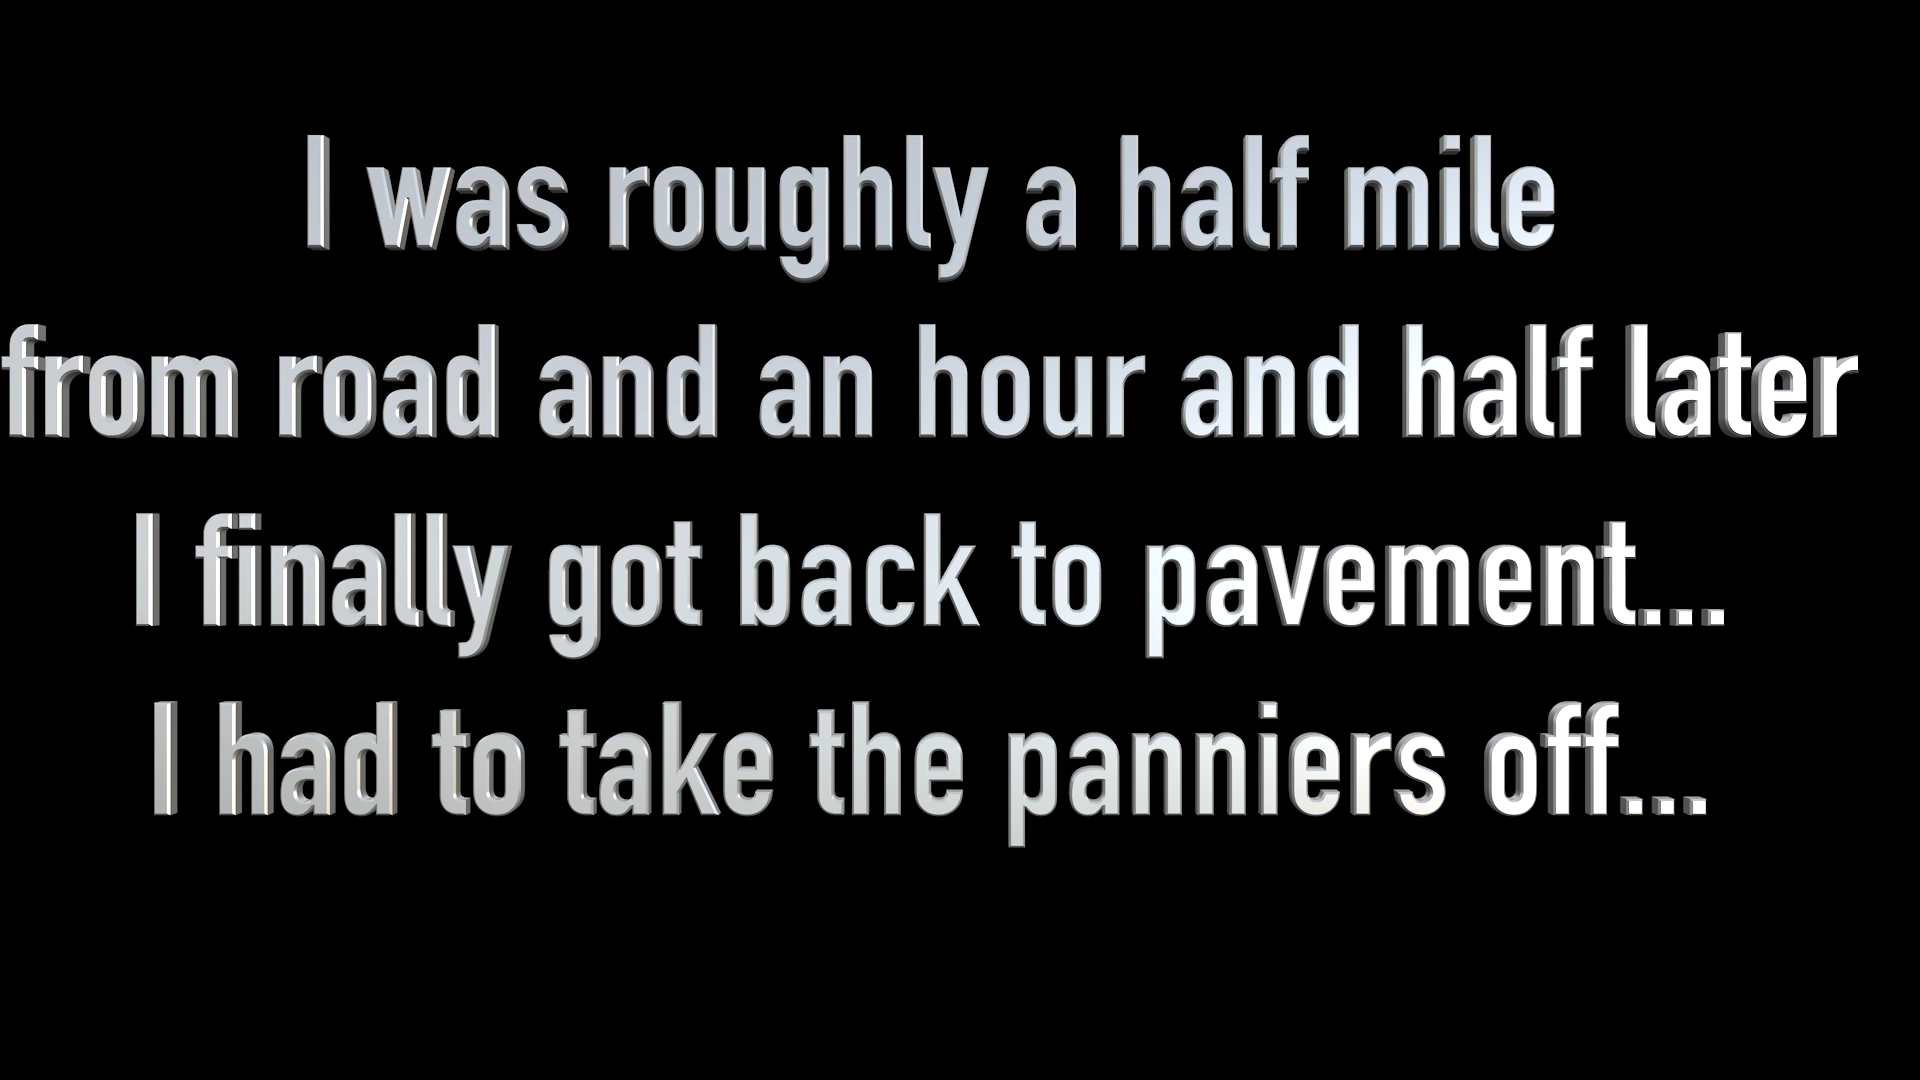 I was roughly a half mile
from road and an hour and half later
I finally got back to pavement...
I had to take the panniers off...